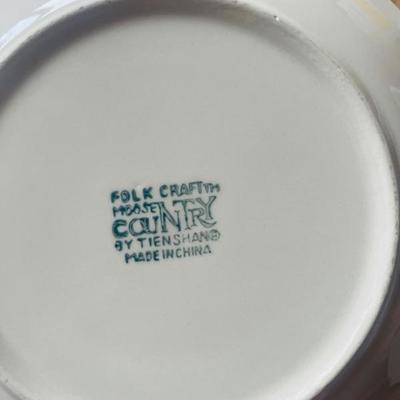 FOLK CRAFT™
MOOSE
COUNTRY
BY TIENSHAN®
MADE IN CHINA